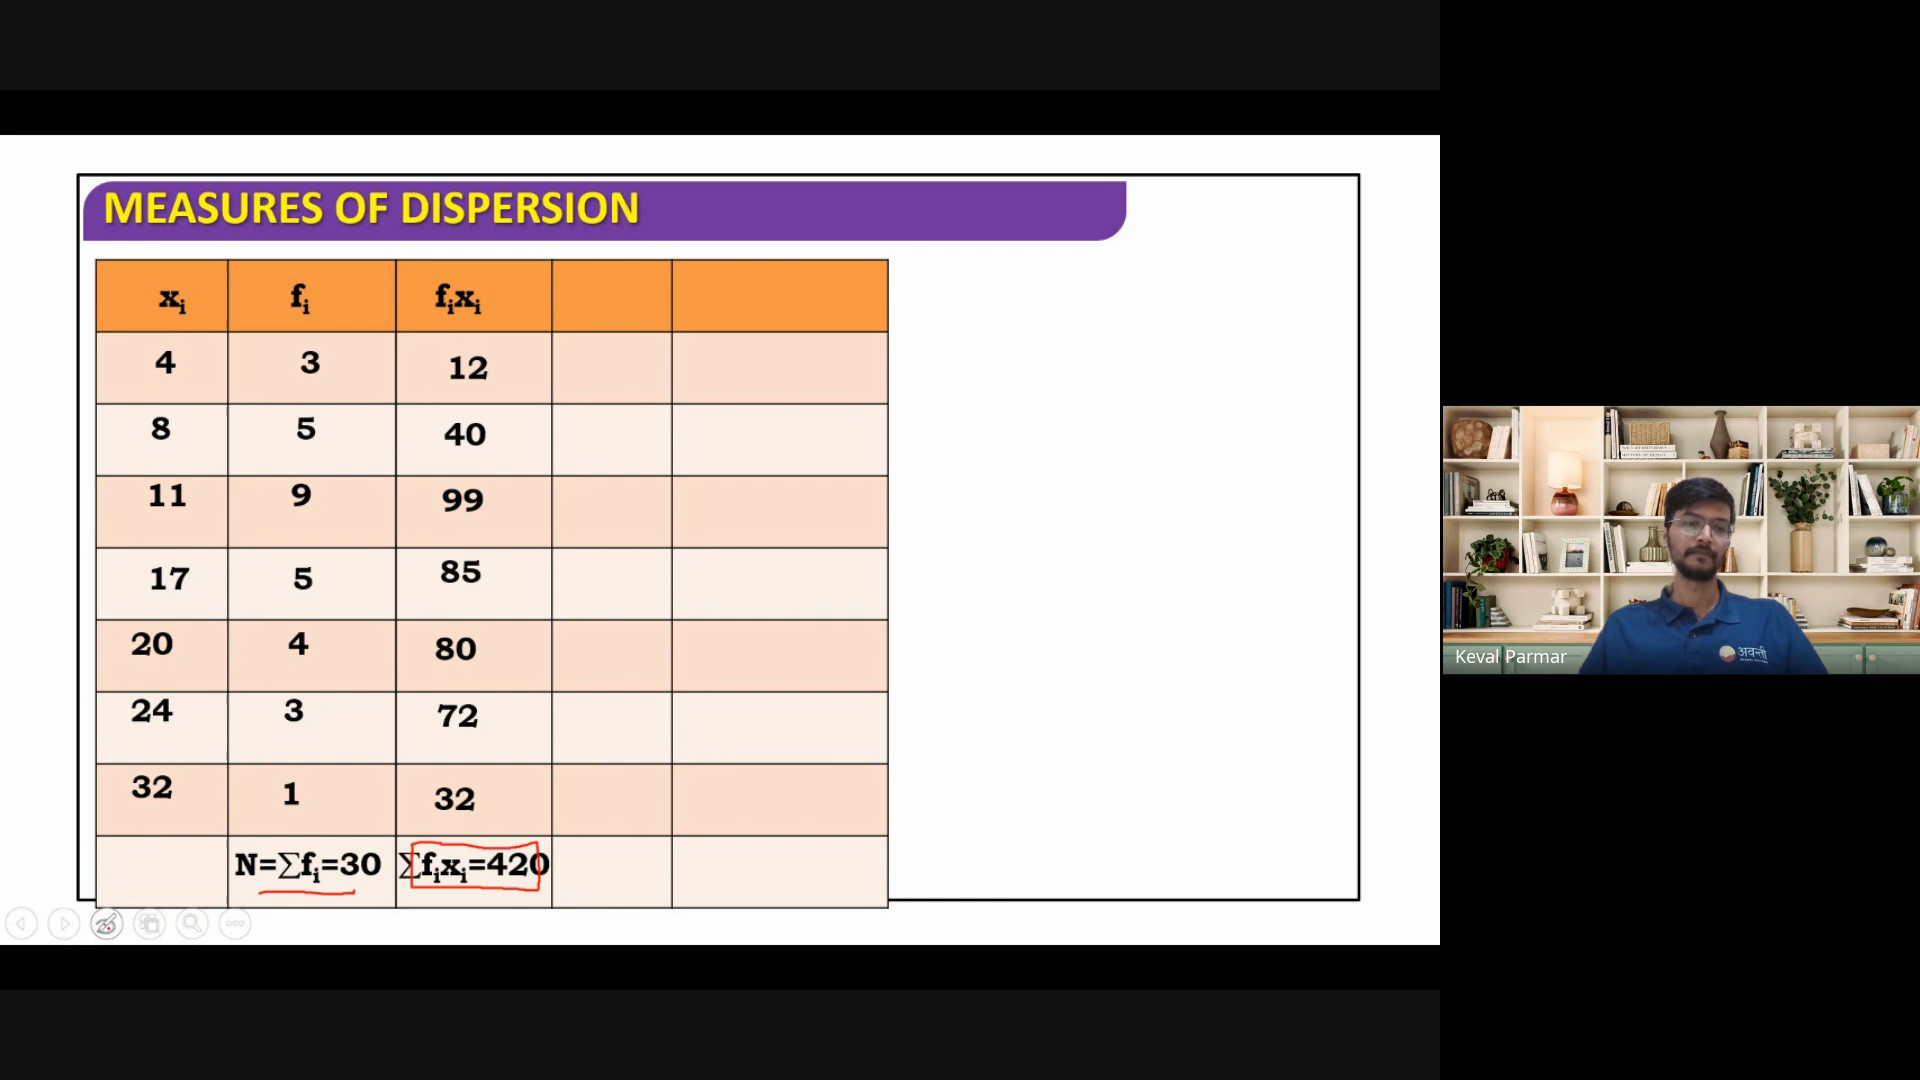 MEASURES OF DISPERSION
xi fi fixi
4 3 12
8 5 40
11 9 99
17 5 85
20 4 80
24 3 72
32 1 32
N=∑fi=30 ∑fixi=420
अवन्ती
Keval Parmar